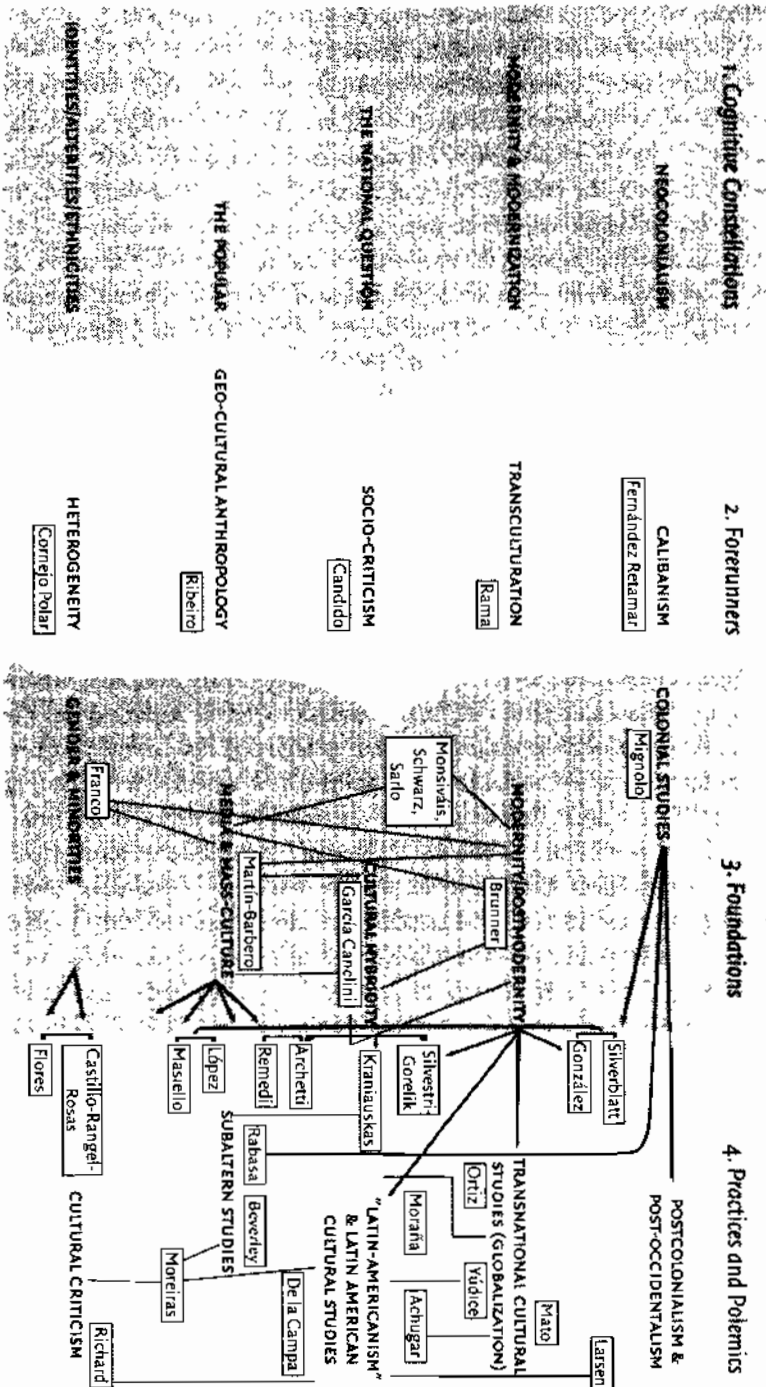 1. Cognitive Constellations
NEOCOLONIALISM
MODERNITY & MODERNIZATION
THE NATIONAL QUESTION
THE POPULAR
IDENTITIES/ALTERITIES/ETHNICITIES
2. Forerunners
CALIBANISM
Fernández Retamar
TRANSCULTURATION
Rama
SOCIO-CRITICISM
Candido
GEO-CULTURAL ANTHROPOLOGY
Ribeiro
HETEROGENEITY
Cornejo Polar
3. Foundations
COLONIAL STUDIES
Mignolo
MODERNITY/POSTMODERNITY
Brunner
Monsiváis,
Schwarz,
Sarlo
CULTURAL HYBRIDITY
García Canclini
MEDIA & MASS-CULTURE
Martín-Barbero
GENDER & MINORITIES
Franco
4. Practices and Polemics
POSTCOLONIALISM &
POST-OCCIDENTALISM
Larsen
Silverblatt
González
Mato
TRANSNATIONAL CULTURAL
STUDIES (GLOBALIZATION)
Ortiz
Yúdice
Silvestri-
Gorelik
Moraña
Achugar
Kraniauskas
"LATIN-AMERICANISM"
& LATIN AMERICAN
CULTURAL STUDIES
Archetti
Remedi
De la Campa
Rabasa
Beverley
SUBALTERN STUDIES
López
Masiello
Moreiras
Castillo-Rangel-
Rosas
Flores
CULTURAL CRITICISM
Richard